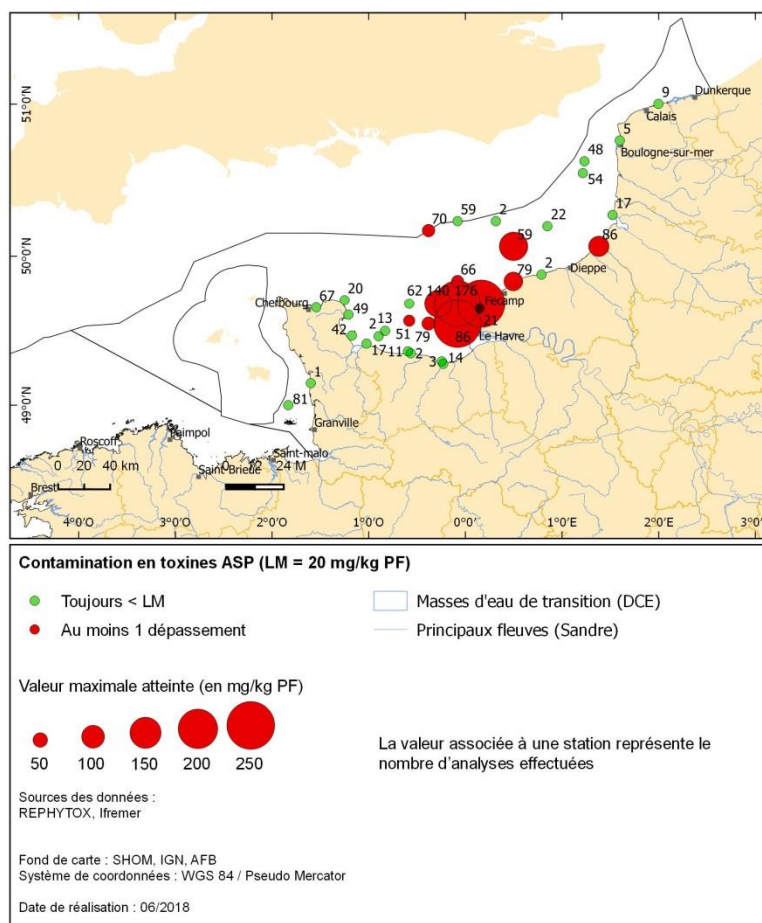 51°0'N
9
Dunkerque
Calais
5
Boulogne-sur-mer
48
54
17
59
2
22
70
50°0'N
59
86
Dieppe
66
79
2
20
62
140
176
Fecamp
Cherbourg
67
49
13
21
42
2
51
79
86
Le Havre
17
11
2
3
14
1
49°0'N
81
Granville
Paimpol
Roscoff
Saint-malo
0 20 40 km
Saint-Brieuc
0 12 24 M
Brest
4°0'O 3°0'O 2°0'O 1°0'O 0°0'O 1°0'E 2°0'E 3°0
Contamination en toxines ASP (LM = 20 mg/kg PF)
Toujours < LM
Au moins 1 dépassement
Masses d'eau de transition (DCE)
Principaux fleuves (Sandre)
Valeur maximale atteinte (en mg/kg PF)
50 100 150 200 250
La valeur associée à une station représente le
nombre d'analyses effectuées
Sources des données :
REPHYTOX, Ifremer
Fond de carte : SHOM, IGN, AFB
Système de coordonnées : WGS 84 / Pseudo Mercator
Date de réalisation : 06/2018